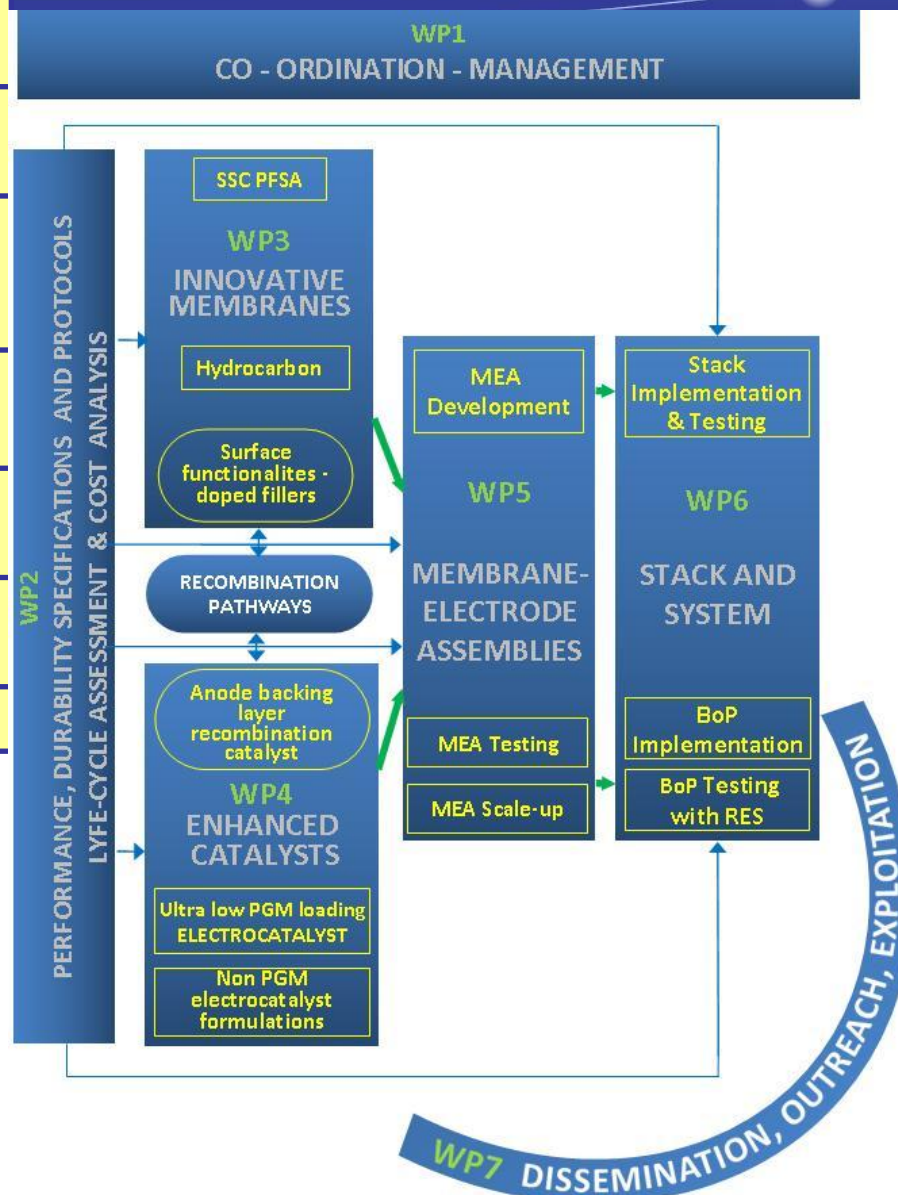 WP1
CO - ORDINATION - MANAGEMENT
WP2
PERFORMANCE, DURABILITY SPECIFICATIONS AND PROTOCOLS
LYFE-CYCLE ASSESSMENT & COST ANALYSIS
SSC PFSA
WP3
INNOVATIVE
MEMBRANES
Hydrocarbon
Surface
functionalites -
doped fillers
RECOMBINATION
PATHWAYS
Anode backing
layer
recombination
catalyst
WP4
ENHANCED
CATALYSTS
Ultra low PGM loading
ELECTROCATALYST
Non PGM
electrocatalyst
formulations
MEA
Development
WP5
MEMBRANE-
ELECTRODE
ASSEMBLIES
MEA Testing
MEA Scale-up
Stack
Implementation
& Testing
WP6
STACK AND
SYSTEM
BoP
Implementation
BoP Testing
with RES
WP7 DISSEMINATION, OUTREACH, EXPLOITATION